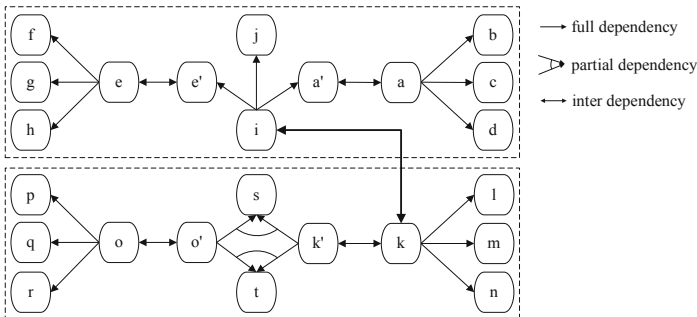 f j b full dependency
g e e' a' a c partial dependency
h i d inter dependency
p s l
q o o' k' k m
r t n